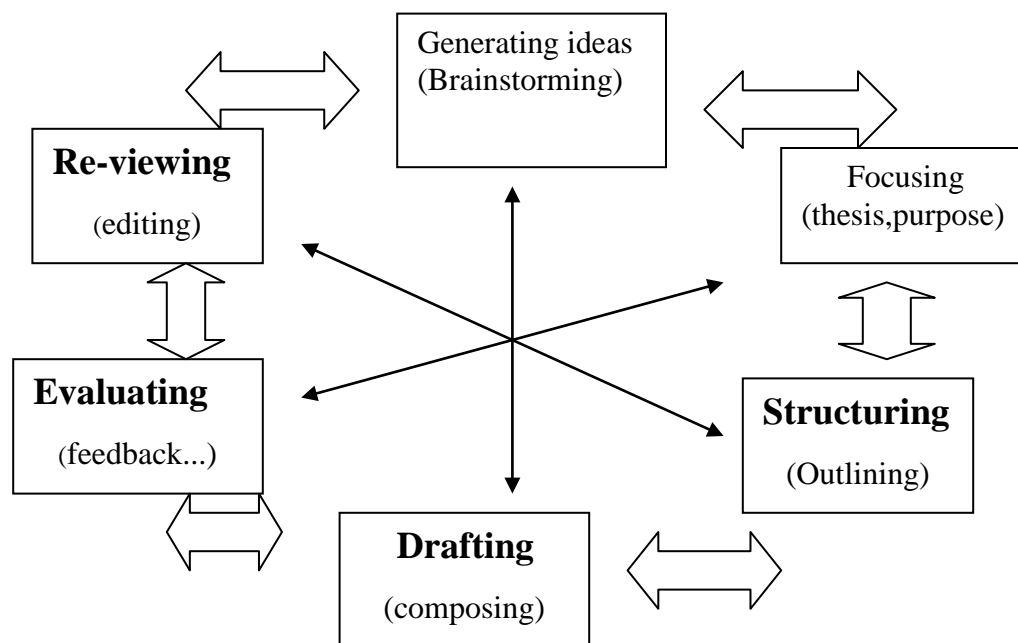 Generating ideas
(Brainstorming)
Re-viewing
(editing)
Focusing
(thesis,purpose)
Evaluating
(feedback...)
Structuring
(Outlining)
Drafting
(composing)